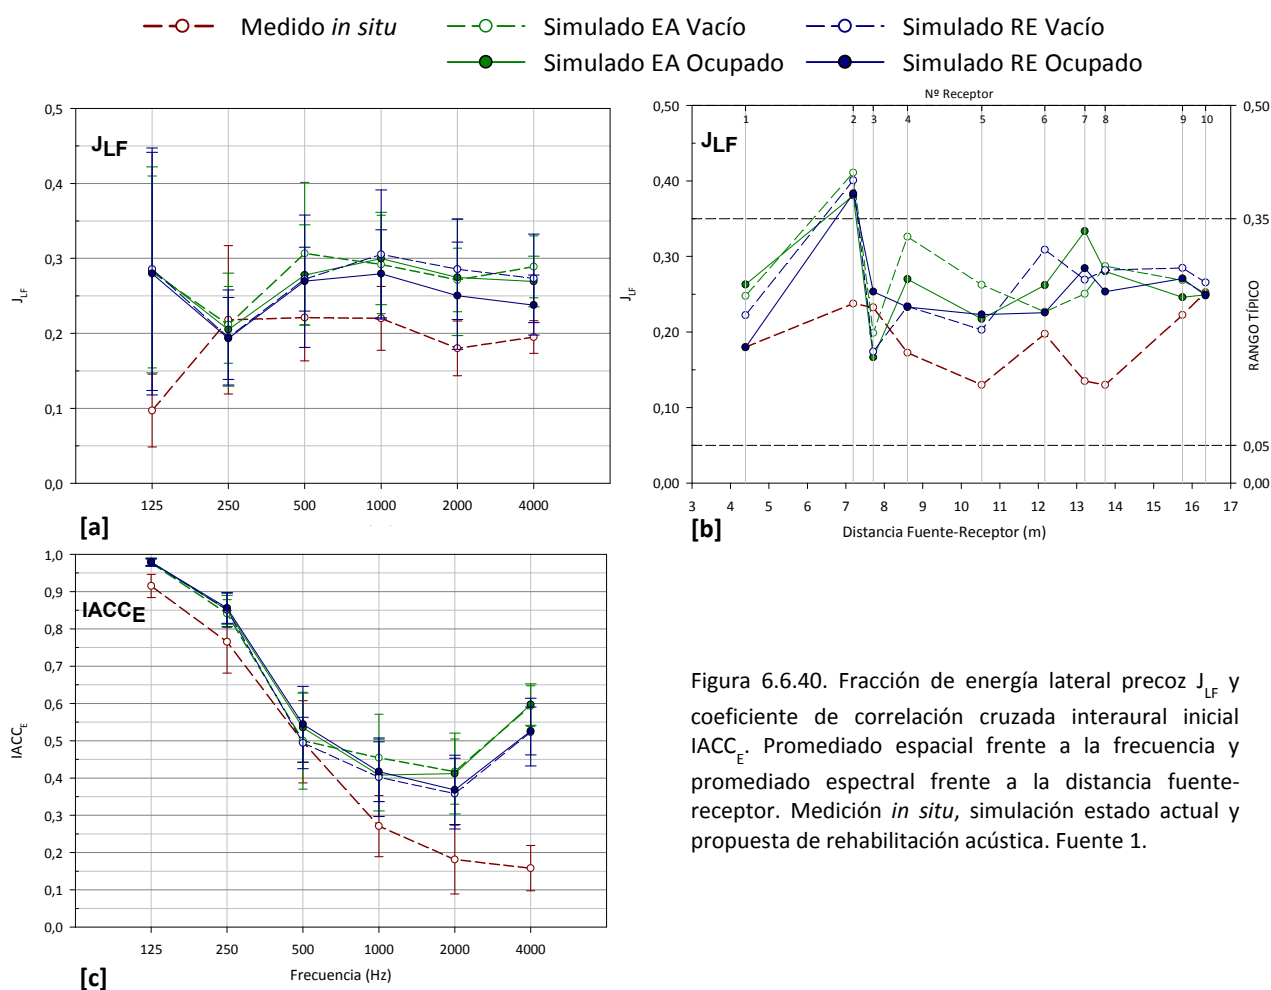 Medido in situ
Simulado EA Vacío
Simulado RE Vacío
Simulado EA Ocupado
Simulado RE Ocupado
0,5
0,4
0,3
0,2
0,1
0,0
JLF
JLF
125 250 500 1000 2000 4000
[a]
Nº Receptor
1 2 3 4 5 6 7 8 9 10
0,50
0,40
0,30
0,20
0,10
0,00
JLF
JLF
0,50
0,35
0,05
0,00
RANGO TÍPICO
3 4 5 6 7 8 9 10 11 12 13 14 15 16 17
Distancia Fuente-Receptor (m)
[b]
1,0
0,9
0,8
0,7
0,6
0,5
0,4
0,3
0,2
0,1
0,0
IACCE
IACCE
125 250 500 1000 2000 4000
Frecuencia (Hz)
[c]
Figura 6.6.40. Fracción de energía lateral precoz JLF y
coeficiente de correlación cruzada interaural inicial
IACCE. Promediado espacial frente a la frecuencia y
promediado espectral frente a la distancia fuente-
receptor. Medición in situ, simulación estado actual y
propuesta de rehabilitación acústica. Fuente 1.